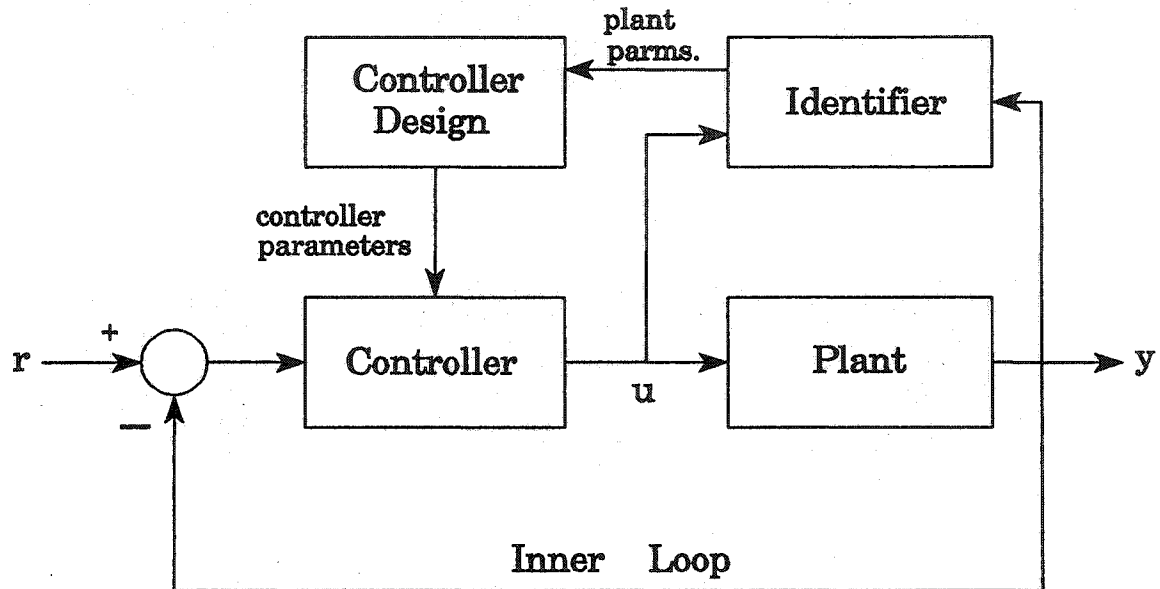 plant
parms.
Controller
Design
Identifier
controller
parameters
+
r
Controller
u
Plant
y
−
Inner Loop